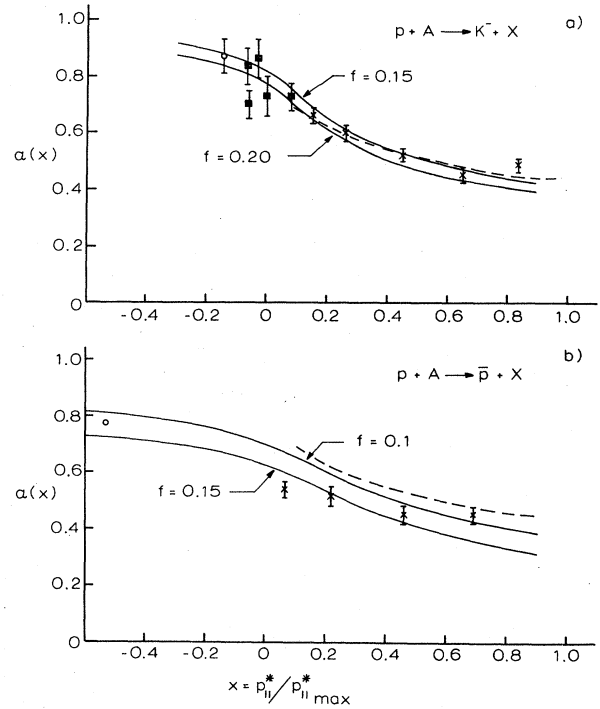 a)
p + A → K⁻ + X
1.0
0.8
0.6
0.4
0.2
0
α(x)
f = 0.15
f = 0.20
-0.4 -0.2 0 0.2 0.4 0.6 0.8 1.0
b)
p + A → p̅ + X
1.0
0.8
0.6
0.4
0.2
0
α(x)
f = 0.1
f = 0.15
-0.4 -0.2 0 0.2 0.4 0.6 0.8 1.0
x = p*∥/p*∥ max